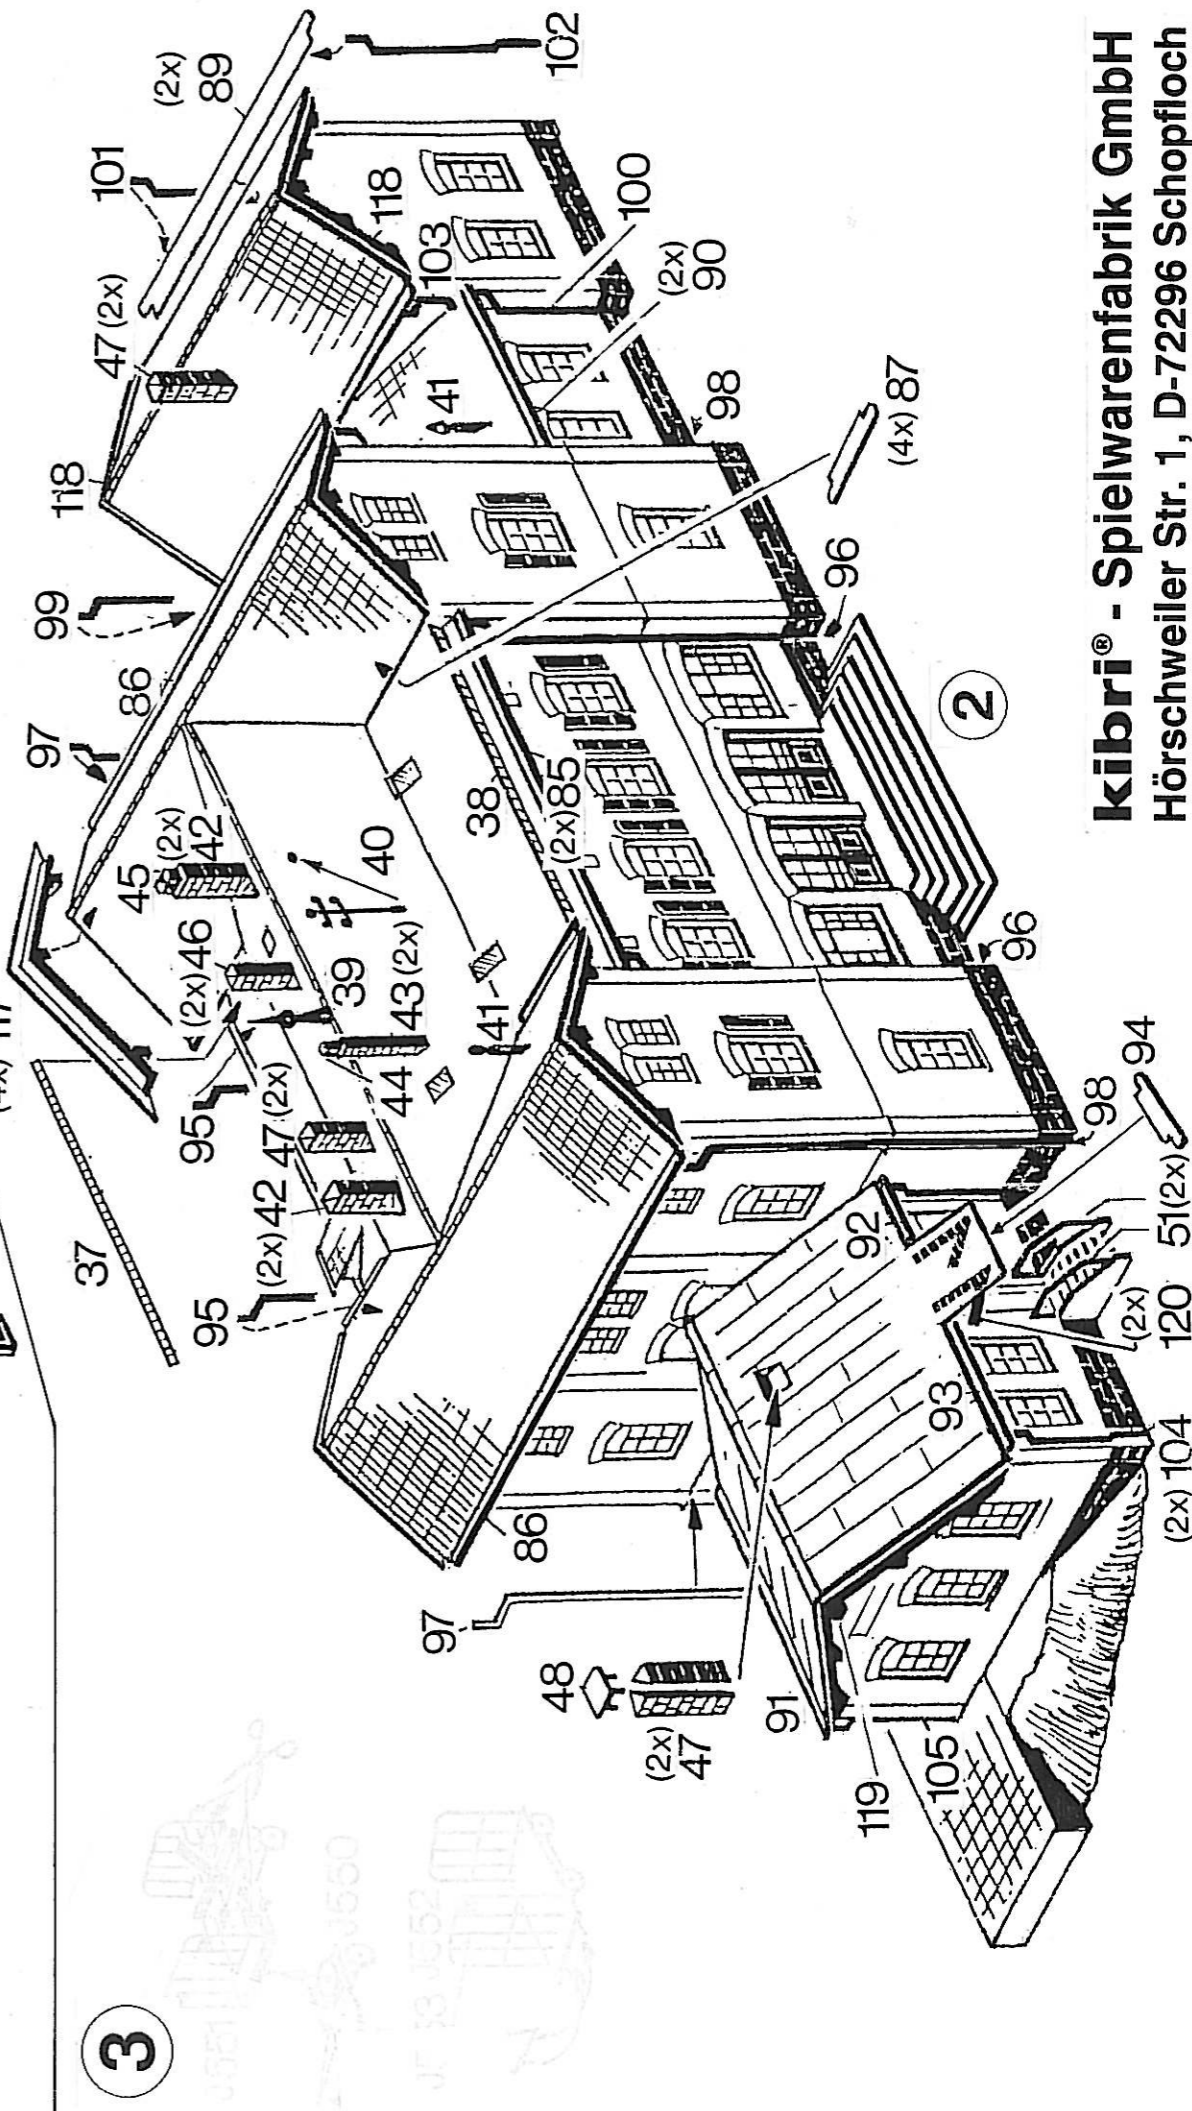 (4x) 117
3
37
97
99
118
47 (2x)
101
(2x)
89
102
86
45
(2x)
42
(2x) 46
95
39
40
43 (2x)
44
41
47 (2x)
(2x) 42
95
38
(2x) 85
41
103
118
100
(2x)
90
98
(4x) 87
96
2
96
94
98
92
93
86
97
48
(2x)
47
91
119
105
(2x) 104
(2x)
120
51 (2x)
kibri® - Spielwarenfabrik GmbH
Hörschweiler Str. 1, D-72296 Schopfloch